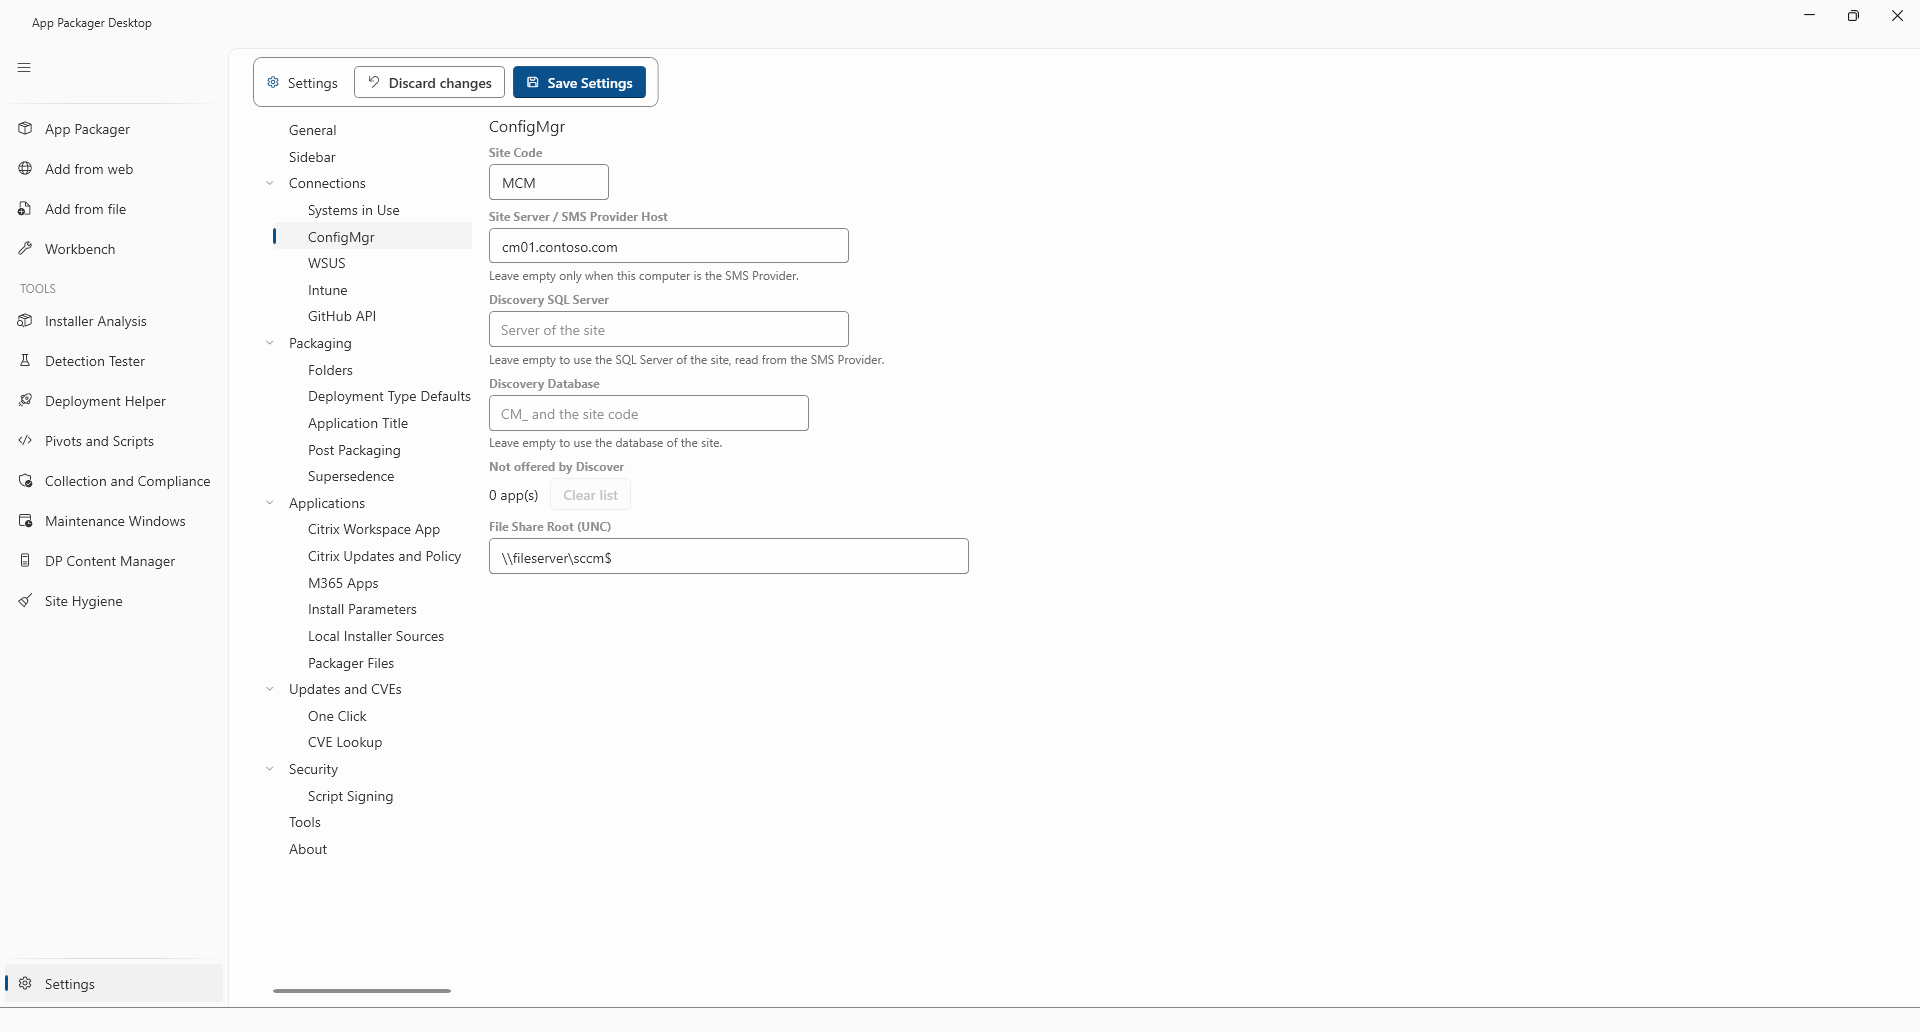 App Packager Desktop
App Packager
Add from web
Add from file
Workbench
TOOLS
Installer Analysis
Detection Tester
Deployment Helper
Pivots and Scripts
Collection and Compliance
Maintenance Windows
DP Content Manager
Site Hygiene
Settings
Settings
Discard changes
Save Settings
General
Sidebar
Connections
Systems in Use
ConfigMgr
WSUS
Intune
GitHub API
Packaging
Folders
Deployment Type Defaults
Application Title
Post Packaging
Supersedence
Applications
Citrix Workspace App
Citrix Updates and Policy
M365 Apps
Install Parameters
Local Installer Sources
Packager Files
Updates and CVEs
One Click
CVE Lookup
Security
Script Signing
Tools
About
ConfigMgr
Site Code
MCM
Site Server / SMS Provider Host
cm01.contoso.com
Leave empty only when this computer is the SMS Provider.
Discovery SQL Server
Server of the site
Leave empty to use the SQL Server of the site, read from the SMS Provider.
Discovery Database
CM_ and the site code
Leave empty to use the database of the site.
Not offered by Discover
0 app(s)
Clear list
File Share Root (UNC)
\\fileserver\sccm$